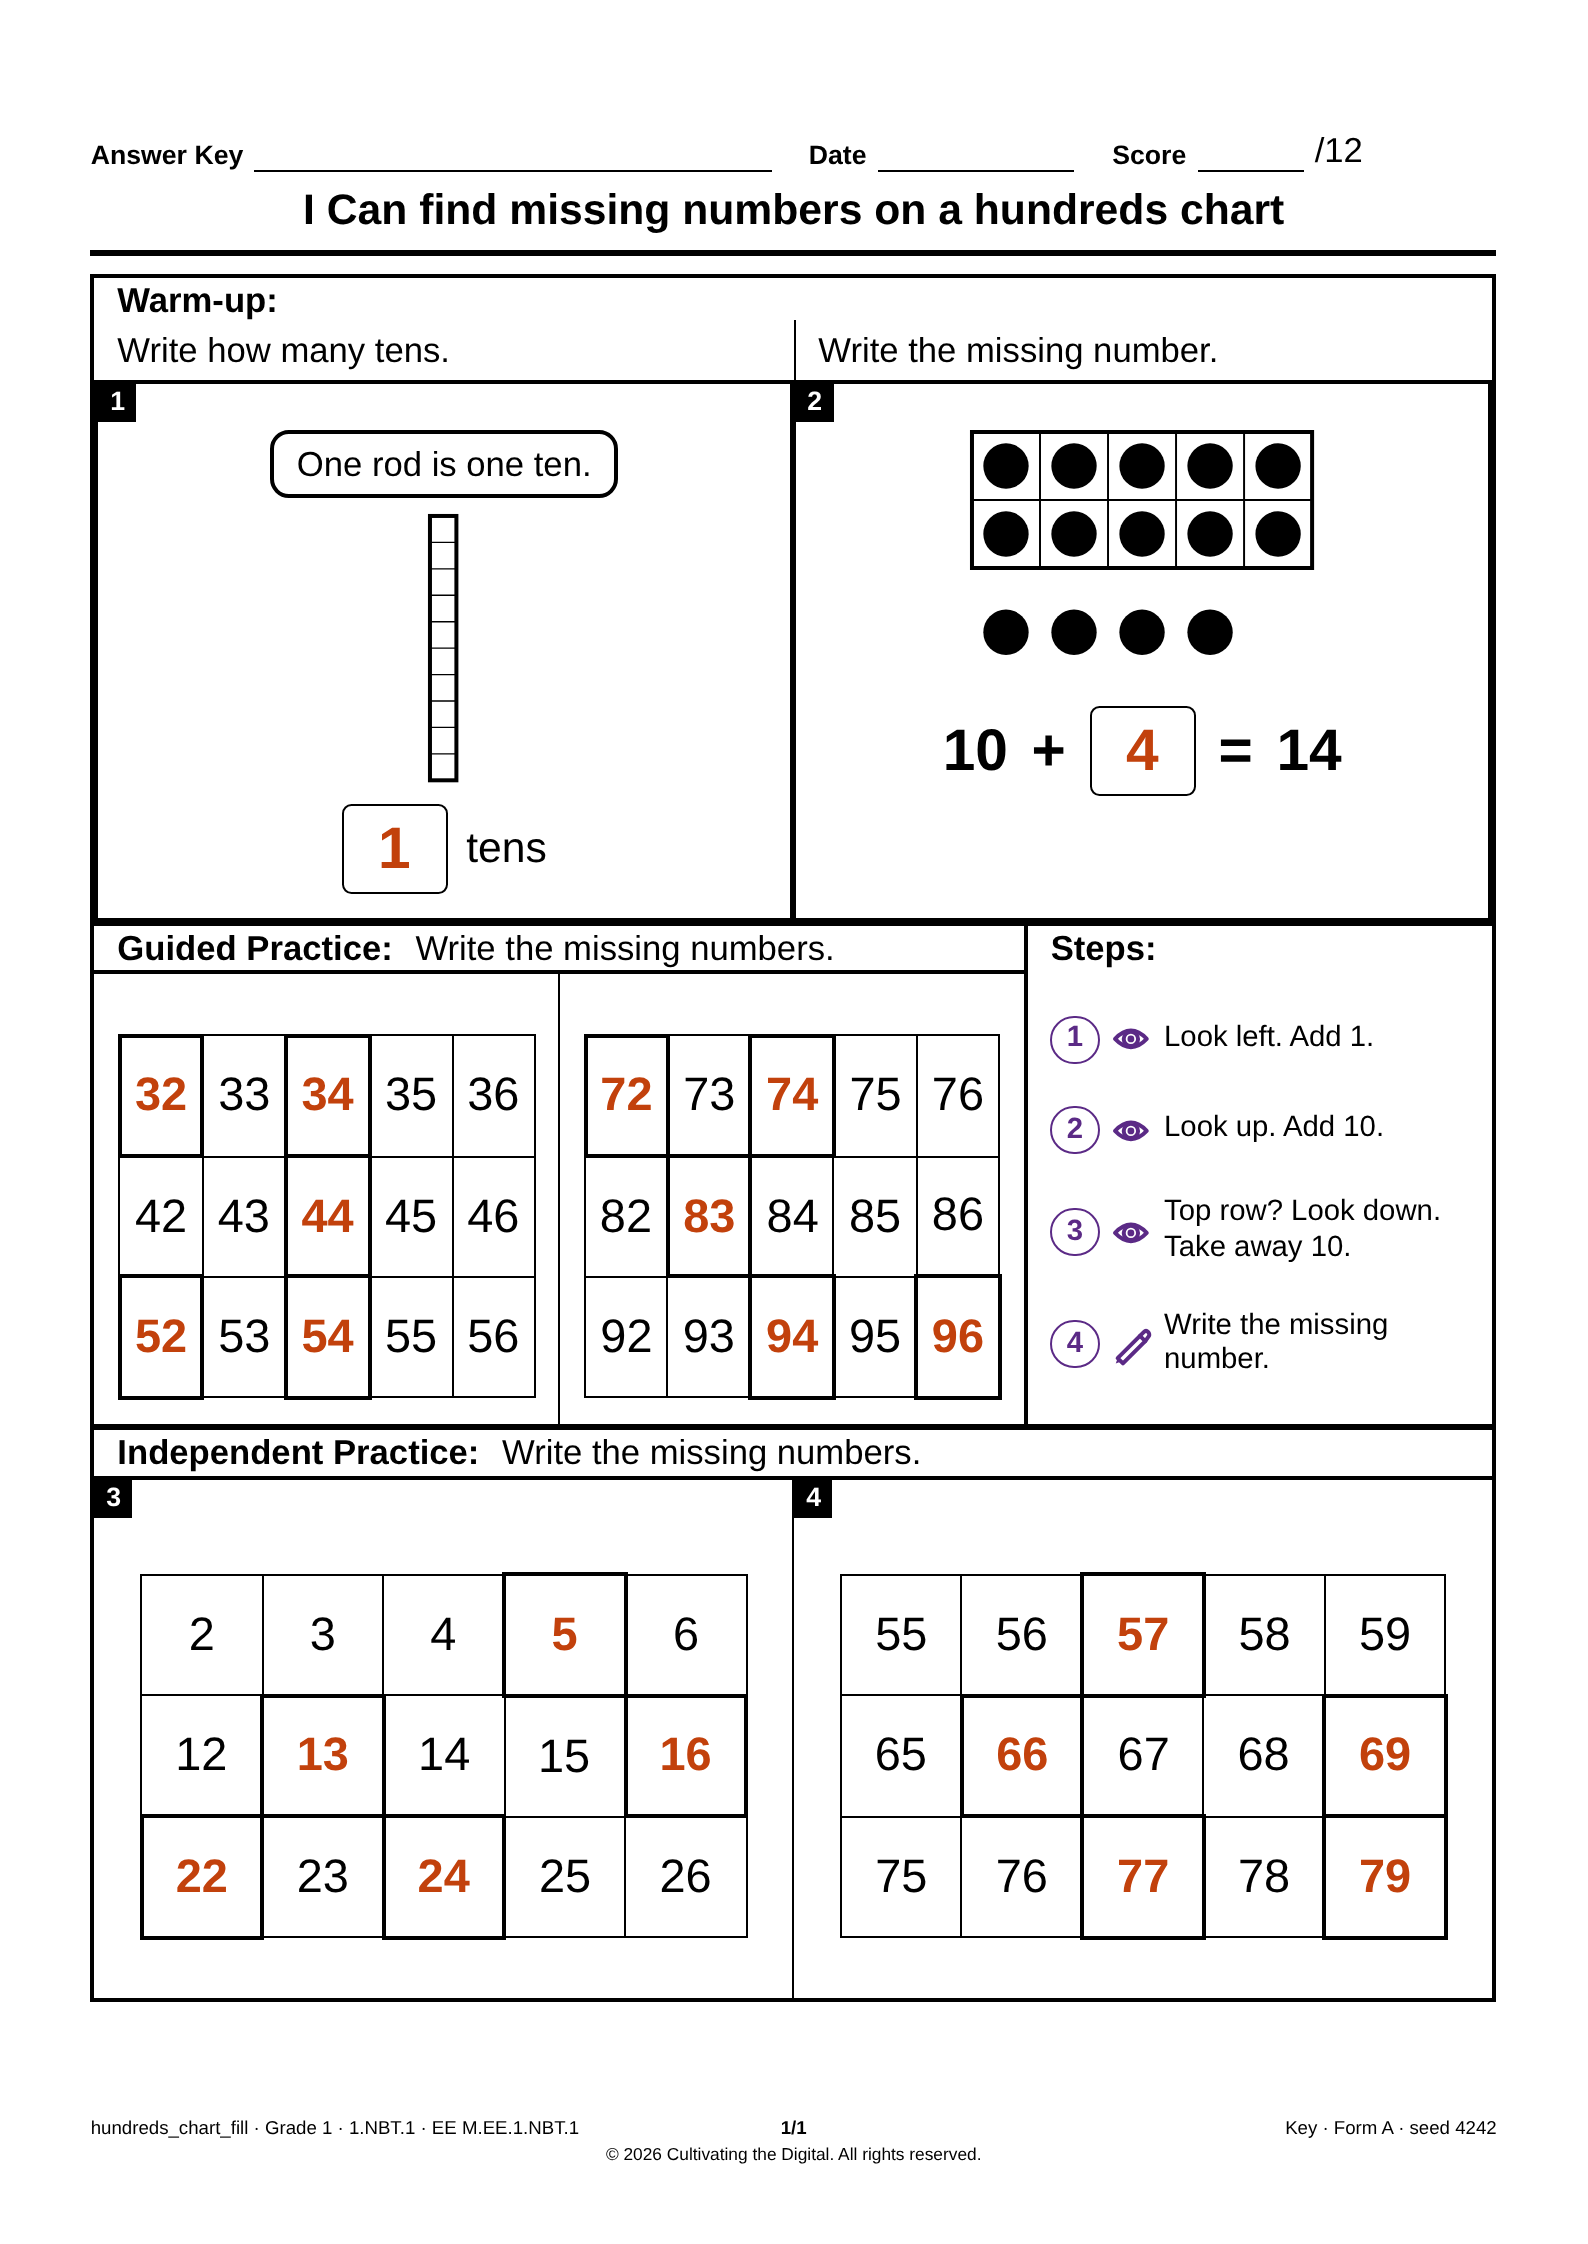 Answer Key Date Score /12
I Can find missing numbers on a hundreds chart
Warm-up:
Write how many tens.
Write the missing number.
1
One rod is one ten.
1 tens
2
10 + 4 = 14
Guided Practice: Write the missing numbers.
32 33 34 35 36
42 43 44 45 46
52 53 54 55 56
72 73 74 75 76
82 83 84 85 86
92 93 94 95 96
Steps:
1 Look left. Add 1.
2 Look up. Add 10.
3 Top row? Look down.
Take away 10.
4 Write the missing
number.
Independent Practice: Write the missing numbers.
3
2 3 4 5 6
12 13 14 15 16
22 23 24 25 26
4
55 56 57 58 59
65 66 67 68 69
75 76 77 78 79
hundreds_chart_fill · Grade 1 · 1.NBT.1 · EE M.EE.1.NBT.1 1/1 Key · Form A · seed 4242
© 2026 Cultivating the Digital. All rights reserved.